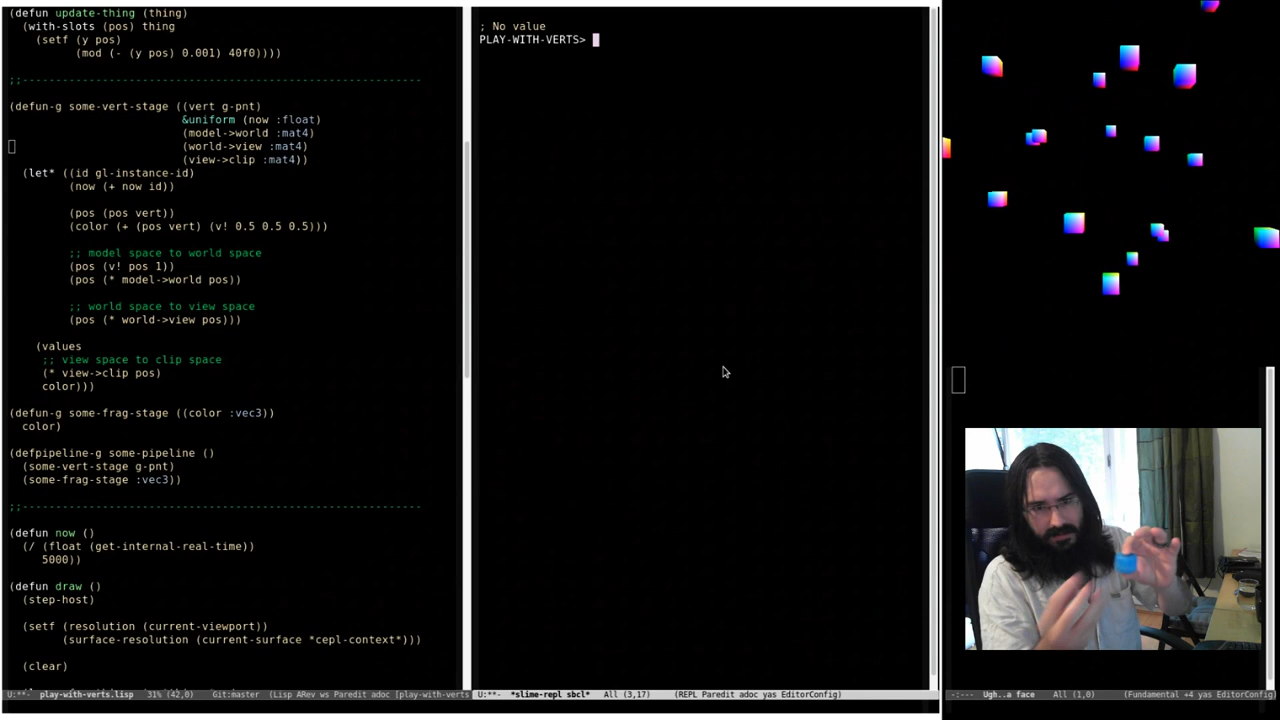 (defun update-thing (thing)
(with-slots (pos) thing
(setf (y pos)
(mod (- (y pos) 0.001) 40f0))))
;;------------------------------------------------------------
(defun-g some-vert-stage ((vert g-pnt)
&uniform (now :float)
(model->world :mat4)
(world->view :mat4)
(view->clip :mat4))
(let* ((id gl-instance-id)
(now (+ now id))
(pos (pos vert))
(color (+ (pos vert) (v! 0.5 0.5 0.5)))
;; model space to world space
(pos (v! pos 1))
(pos (* model->world pos))
;; world space to view space
(pos (* world->view pos)))
(values
;; view space to clip space
(* view->clip pos)
color)))
(defun-g some-frag-stage ((color :vec3))
color)
(defpipeline-g some-pipeline ()
(some-vert-stage g-pnt)
(some-frag-stage :vec3))
;;------------------------------------------------------------
(defun now ()
(/ (float (get-internal-real-time))
5000))
(defun draw ()
(step-host)
(setf (resolution (current-viewport))
(surface-resolution (current-surface *cepl-context*)))
(clear)
U:**- play-with-verts.lisp 31% (42,0) Git:master (Lisp ARev ws Paredit adoc [play-with-verts
; No value
PLAY-WITH-VERTS>
U:**- *slime-repl sbcl* All (3,17) (REPL Paredit adoc yas EditorConfig)
-:--- Ugh..a face All (1,0) (Fundamental +4 yas EditorConfig)